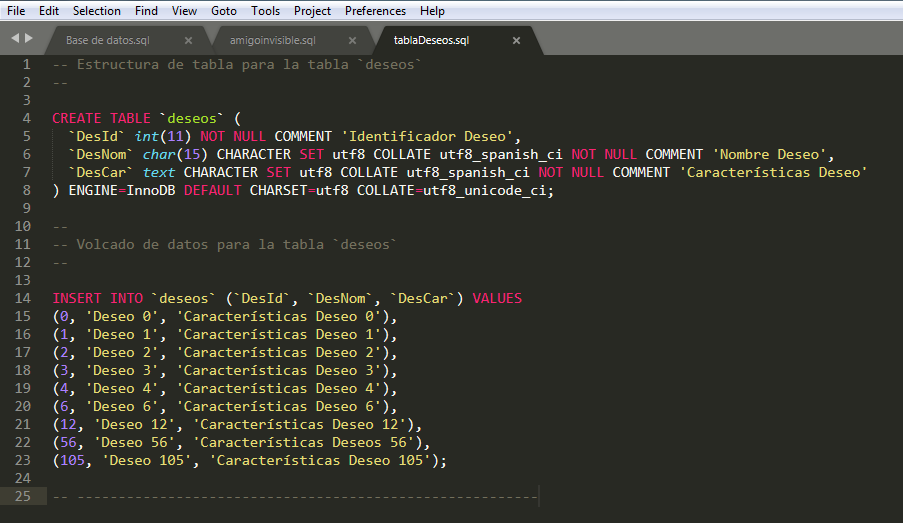 File Edit Selection Find View Goto Tools Project Preferences Help
Base de datos.sql × amigoinvisible.sql × tablaDeseos.sql ×
1 -- Estructura de tabla para la tabla `deseos`
2 --
3
4 CREATE TABLE `deseos` (
5   `DesId` int(11) NOT NULL COMMENT 'Identificador Deseo',
6   `DesNom` char(15) CHARACTER SET utf8 COLLATE utf8_spanish_ci NOT NULL COMMENT 'Nombre Deseo',
7   `DesCar` text CHARACTER SET utf8 COLLATE utf8_spanish_ci NOT NULL COMMENT 'Características Deseo'
8 ) ENGINE=InnoDB DEFAULT CHARSET=utf8 COLLATE=utf8_unicode_ci;
9
10 --
11 -- Volcado de datos para la tabla `deseos`
12 --
13
14 INSERT INTO `deseos` (`DesId`, `DesNom`, `DesCar`) VALUES
15 (0, 'Deseo 0', 'Características Deseo 0'),
16 (1, 'Deseo 1', 'Características Deseo 1'),
17 (2, 'Deseo 2', 'Características Deseo 2'),
18 (3, 'Deseo 3', 'Características Deseo 3'),
19 (4, 'Deseo 4', 'Características Deseo 4'),
20 (6, 'Deseo 6', 'Características Deseo 6'),
21 (12, 'Deseo 12', 'Características Deseo 12'),
22 (56, 'Deseo 56', 'Características Deseos 56'),
23 (105, 'Deseo 105', 'Características Deseo 105');
24
25 -- --------------------------------------------------------